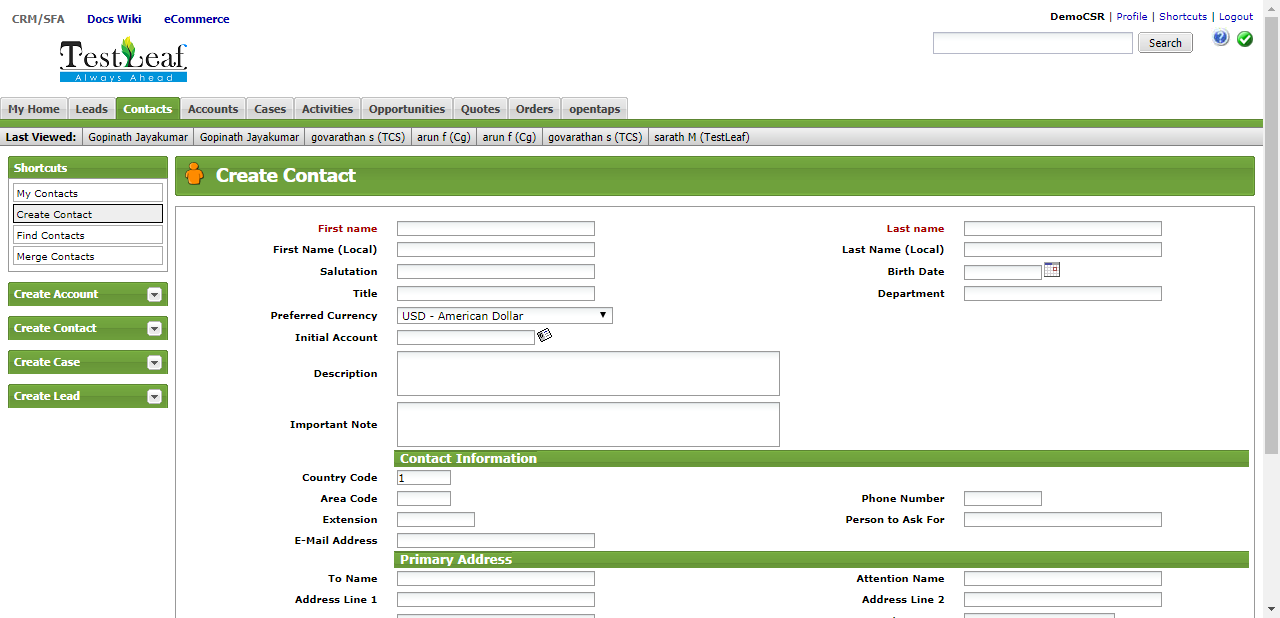 CRM/SFA Docs Wiki eCommerce
DemoCSR | Profile | Shortcuts | Logout
TestLeaf
Always Ahead
Search
My Home Leads Contacts Accounts Cases Activities Opportunities Quotes Orders opentaps
Last Viewed: Gopinath Jayakumar Gopinath Jayakumar govarathan s (TCS) arun f (Cg) arun f (Cg) govarathan s (TCS) sarath M (TestLeaf)
Shortcuts
My Contacts
Create Contact
Find Contacts
Merge Contacts
Create Account
Create Contact
Create Case
Create Lead
Create Contact
First name Last name
First Name (Local) Last Name (Local)
Salutation Birth Date
Title Department
Preferred Currency USD - American Dollar
Initial Account
Description
Important Note
Contact Information
Country Code 1
Area Code Phone Number
Extension Person to Ask For
E-Mail Address
Primary Address
To Name Attention Name
Address Line 1 Address Line 2